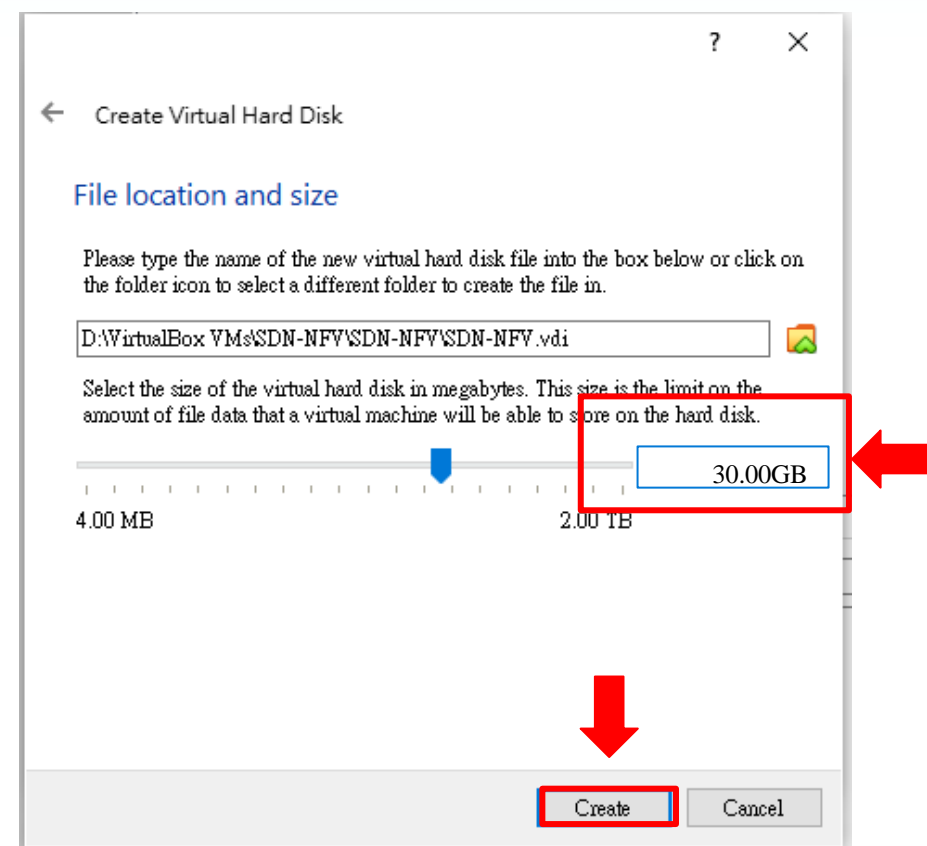 ?
Create Virtual Hard Disk
File location and size
Please type the name of the new virtual hard disk file into the box below or click on
the folder icon to select a different folder to create the file in.
D:\VirtualBox VMs\SDN-NFV\SDN-NFV\SDN-NFV.vdi
Select the size of the virtual hard disk in megabytes. This size is the limit on the
amount of file data that a virtual machine will be able to store on the hard disk.
30.00GB
4.00 MB 2.00 TB
Create Cancel